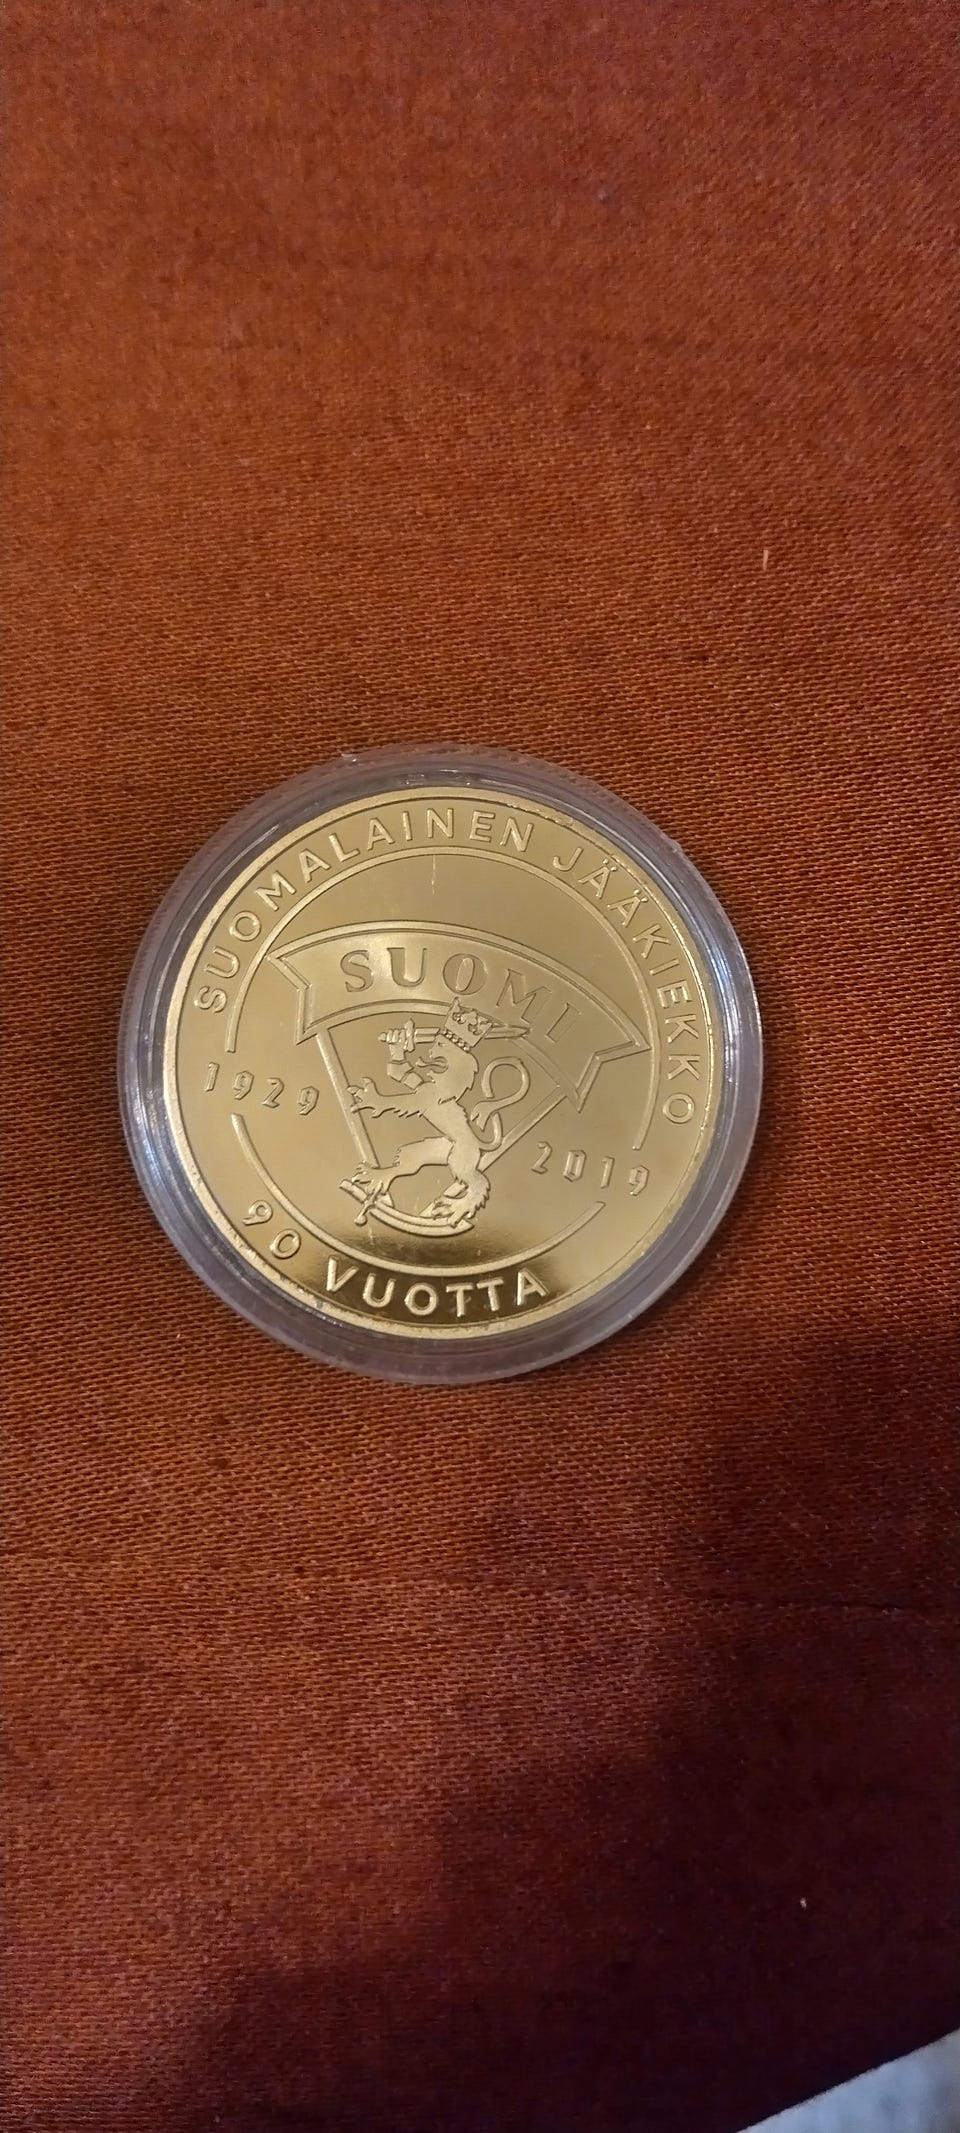 SUOMALAINEN JÄÄKIEKKO
SUOMI
1929
2019
90 VUOTTA